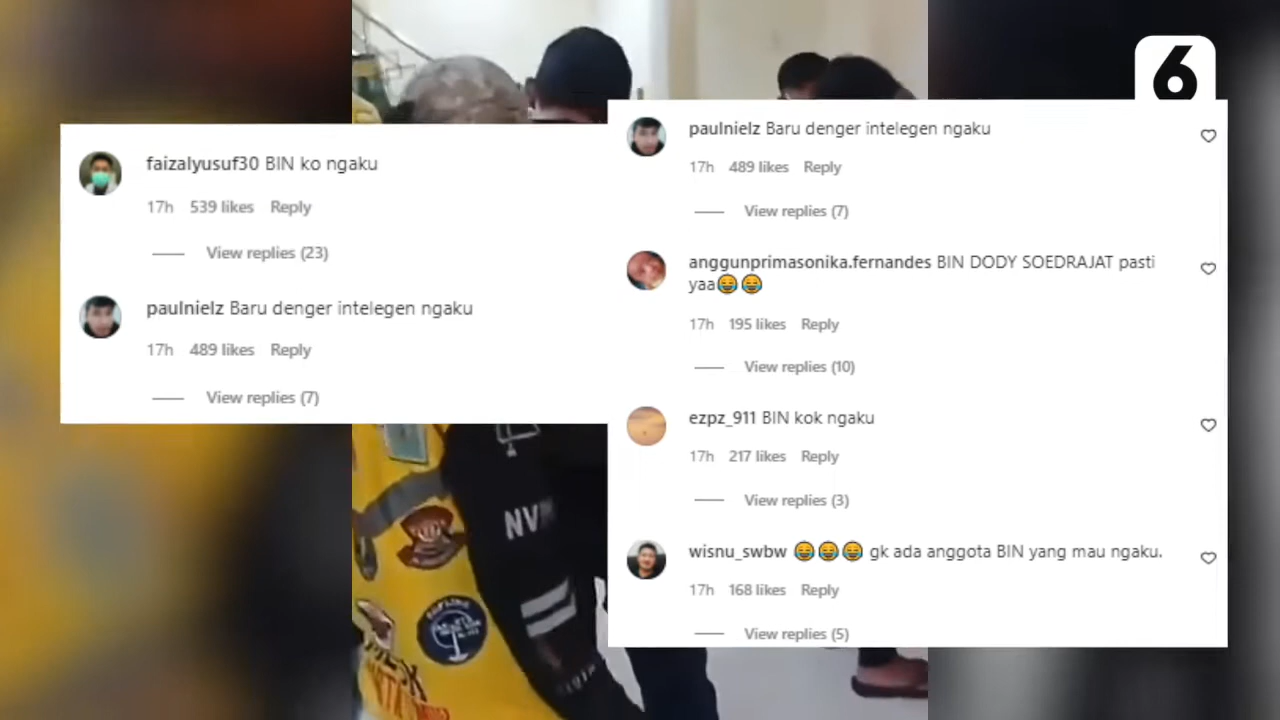 6
faizalyusuf30 BIN ko ngaku
17h 539 likes Reply
View replies (23)
paulnielz Baru denger intelegen ngaku
17h 489 likes Reply
View replies (7)
paulnielz Baru denger intelegen ngaku
17h 489 likes Reply
View replies (7)
anggunprimasonika.fernandes BIN DODY SOEDRAJAT pasti
yaa😂😂
17h 195 likes Reply
View replies (10)
ezpz_911 BIN kok ngaku
17h 217 likes Reply
View replies (3)
wisnu_swbw 😂😂😂 gk ada anggota BIN yang mau ngaku.
17h 168 likes Reply
View replies (5)